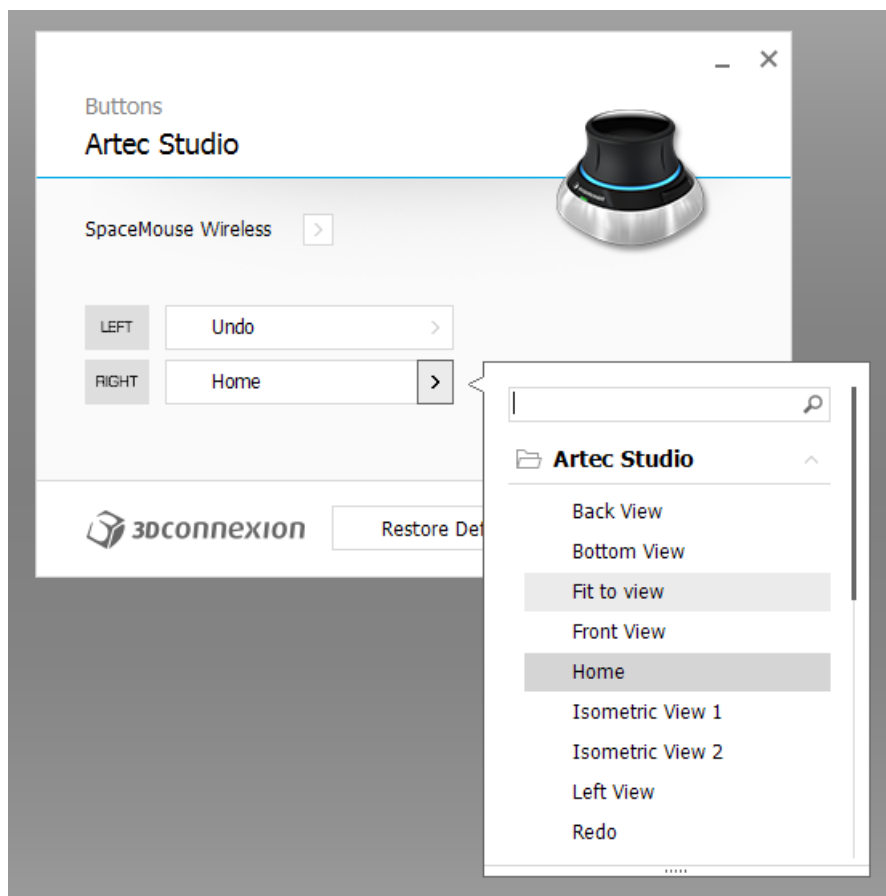 Buttons
Artec Studio
SpaceMouse Wireless
LEFT
Undo
RIGHT
Home
3Dconnexion
Restore Def
Artec Studio
Back View
Bottom View
Fit to view
Front View
Home
Isometric View 1
Isometric View 2
Left View
Redo